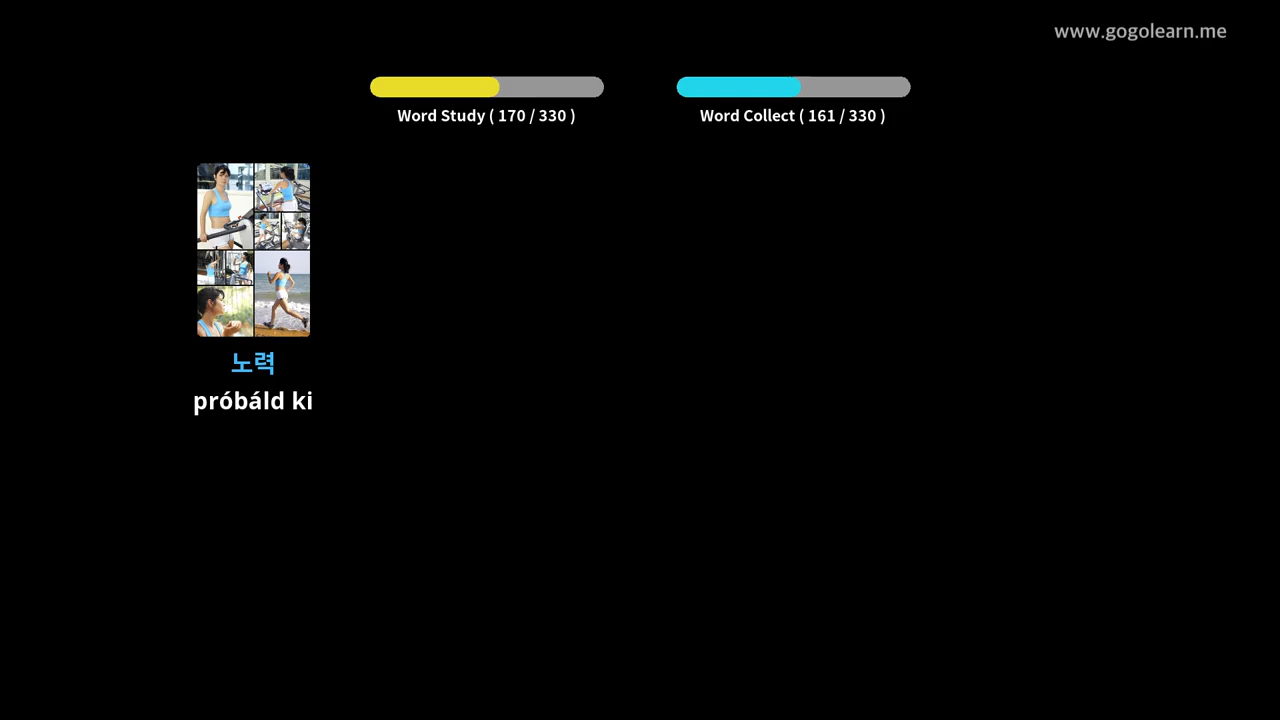 www.gogolearn.me
Word Study ( 170 / 330 )
Word Collect ( 161 / 330 )
노력
próbáld ki